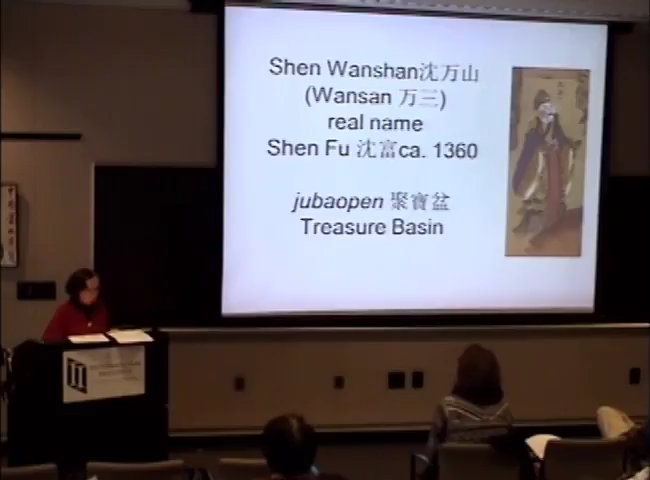 Shen Wanshan沈万山
(Wansan 万三)
real name
Shen Fu 沈富ca. 1360
jubaopen 聚寶盆
Treasure Basin